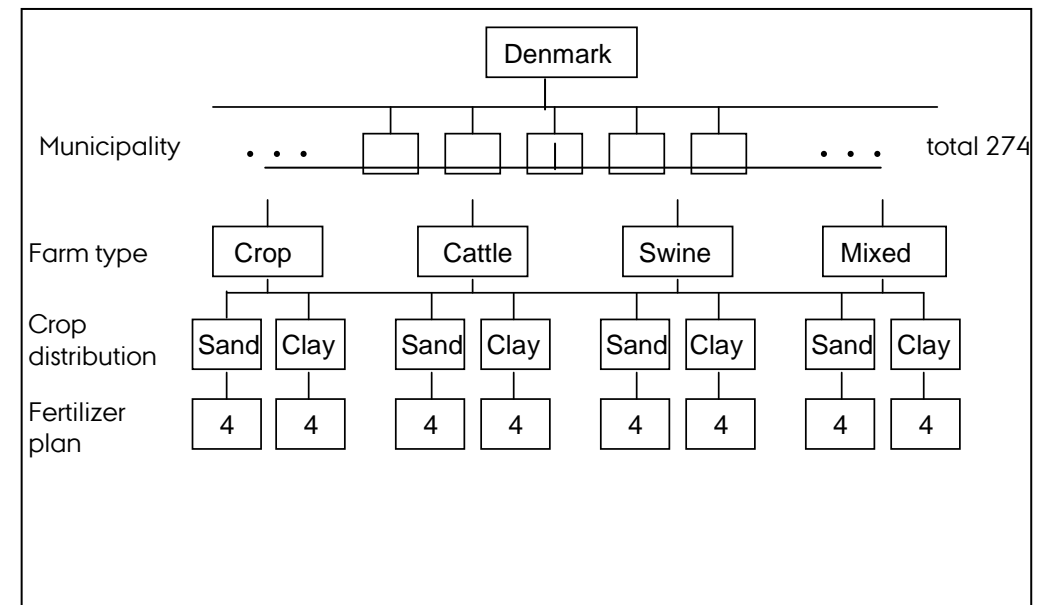 Denmark
Municipality . . . . . . total 274
Farm type Crop Cattle Swine Mixed
Crop
distribution Sand Clay Sand Clay Sand Clay Sand Clay
Fertilizer
plan 4 4 4 4 4 4 4 4